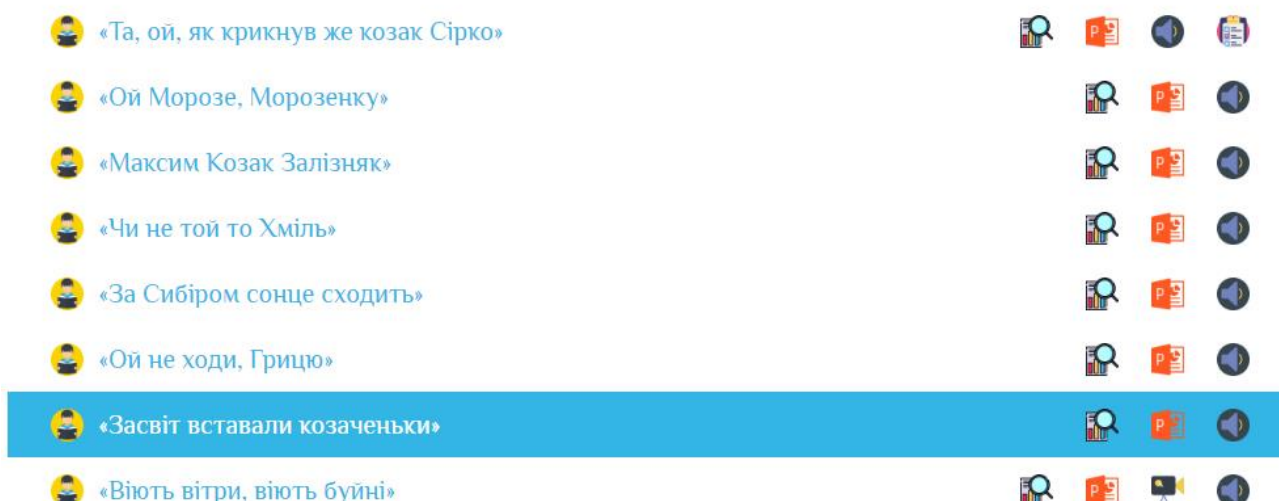 «Та, ой, як крикнув же козак Сірко»
«Ой Морозе, Морозенку»
«Максим Козак Залізняк»
«Чи не той то Хміль»
«За Сибіром сонце сходить»
«Ой не ходи, Грицю»
«Засвіт вставали козаченьки»
«Віють вітри, віють буйні»